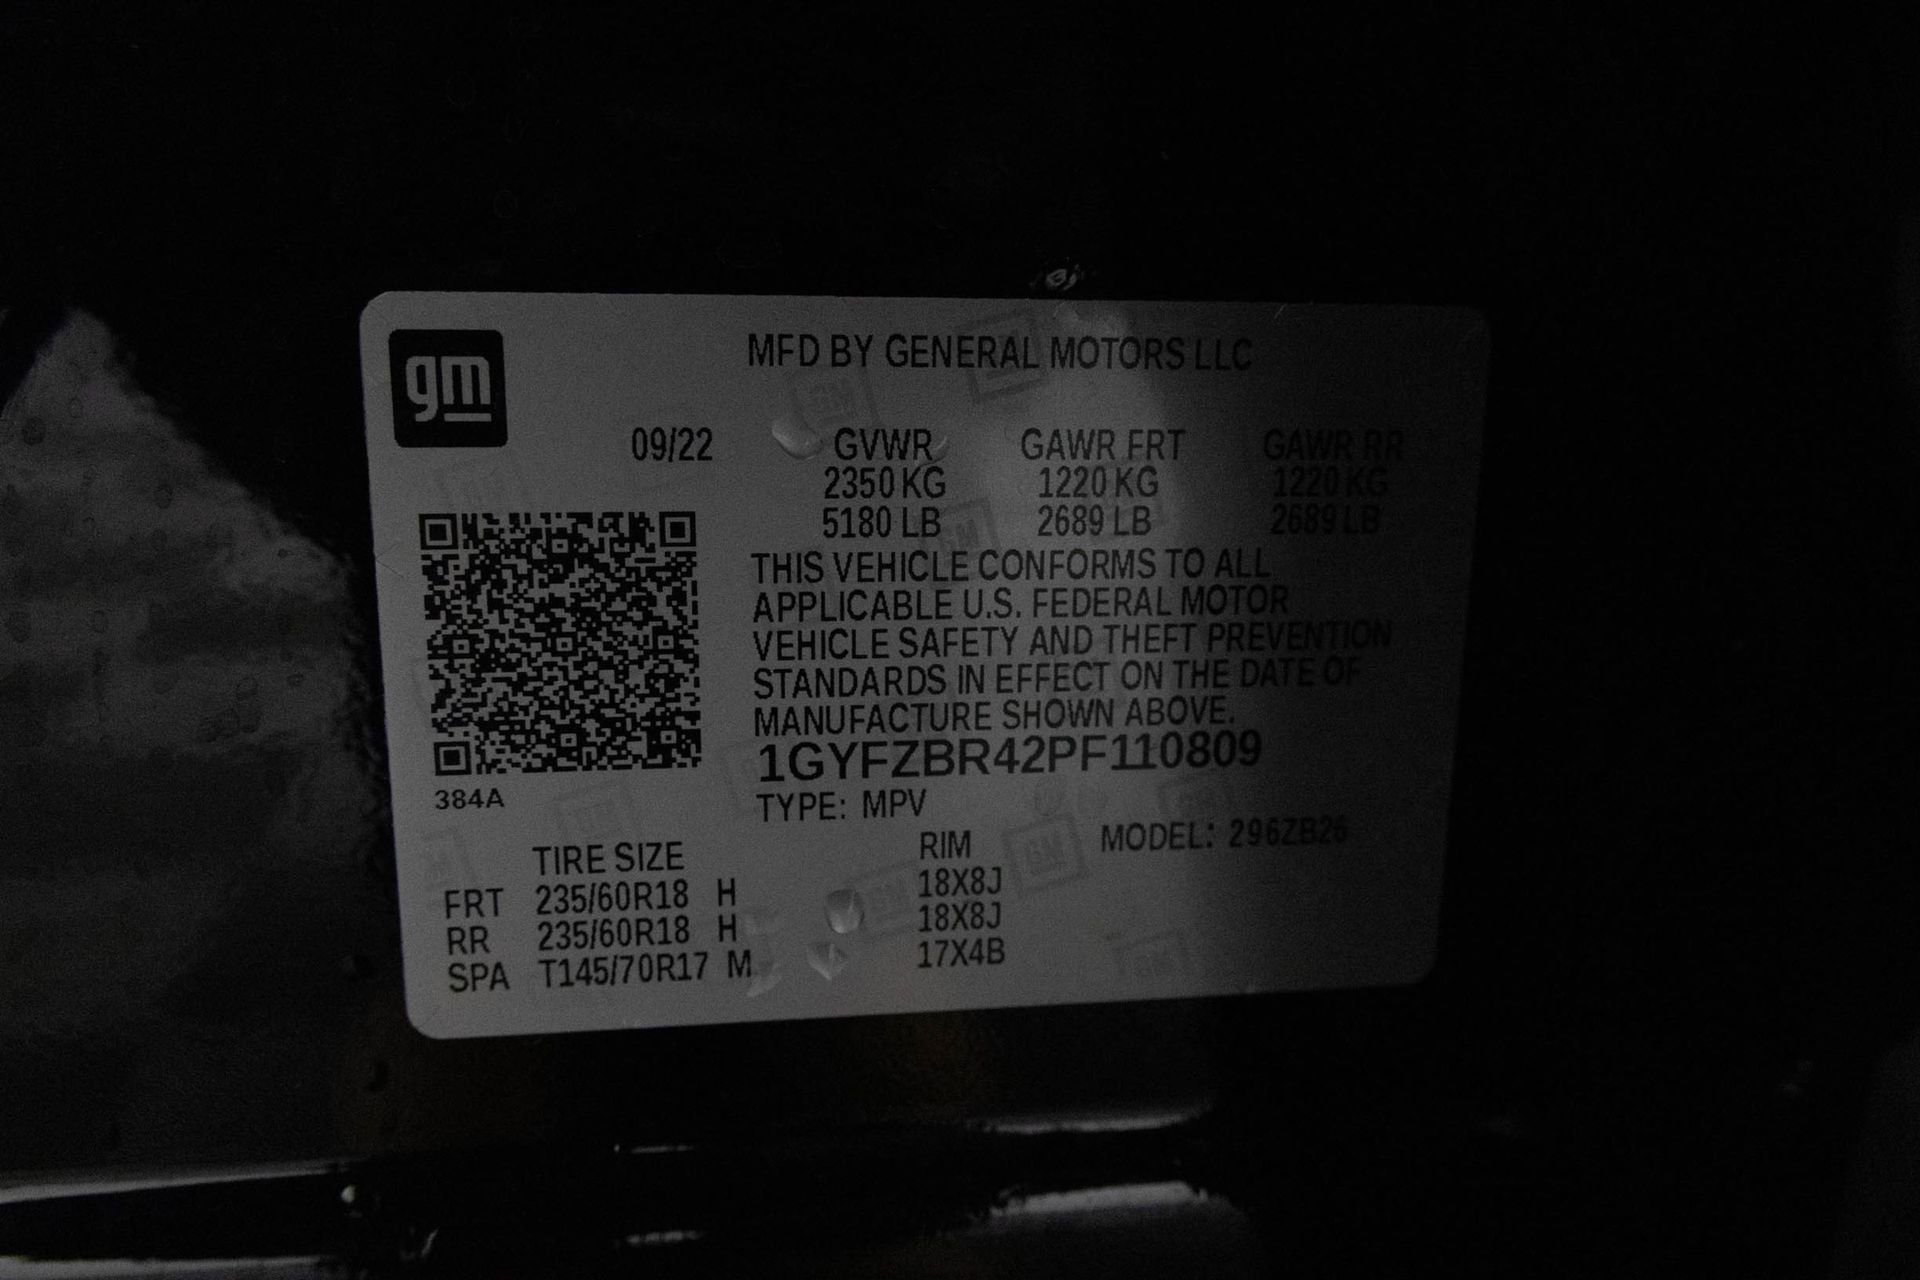 gm
MFD BY GENERAL MOTORS LLC
09/22 GVWR GAWR FRT GAWR RR
2350 KG 1220 KG 1220 KG
5180 LB 2689 LB 2689 LB
THIS VEHICLE CONFORMS TO ALL
APPLICABLE U.S. FEDERAL MOTOR
VEHICLE SAFETY AND THEFT PREVENTION
STANDARDS IN EFFECT ON THE DATE OF
MANUFACTURE SHOWN ABOVE.
1GYFZBR42PF110809
384A
TYPE: MPV
MODEL: 296ZB26
TIRE SIZE RIM
FRT 235/60R18 H 18X8J
RR 235/60R18 H 18X8J
SPA T145/70R17 M 17X4B